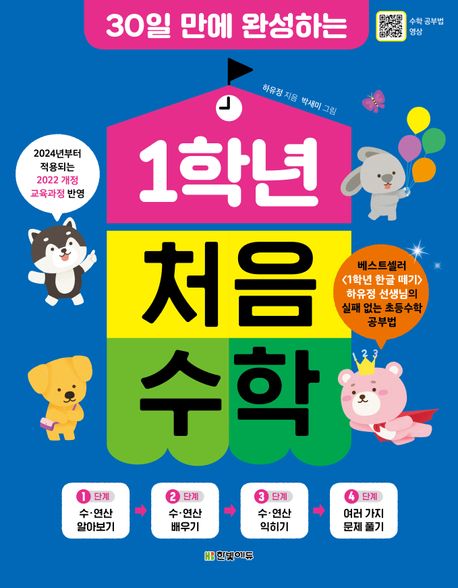 30일 만에 완성하는
수학 공부법
영상
하유정 지음 박세미 그림
1학년
처음
수학
2024년부터
적용되는
2022 개정
교육과정 반영
베스트셀러
<1학년 한글 떼기>
하유정 선생님의
실패 없는 초등수학
공부법
1 2 3
1 단계
수·연산
알아보기
2 단계
수·연산
배우기
3 단계
수·연산
익히기
4 단계
여러 가지
문제 풀기
HB 한빛에듀